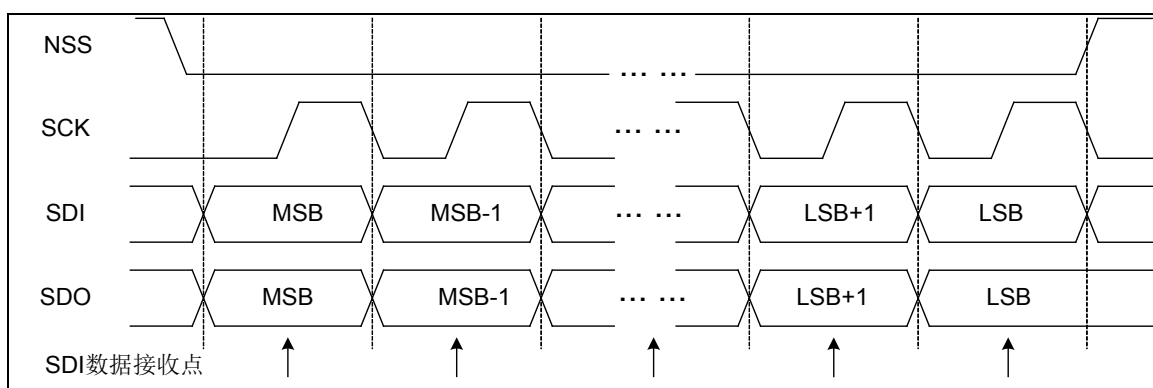 NSS
... ...
SCK
... ...
SDI MSB MSB-1 ... ... LSB+1 LSB
SDO MSB MSB-1 ... ... LSB+1 LSB
SDI数据接收点